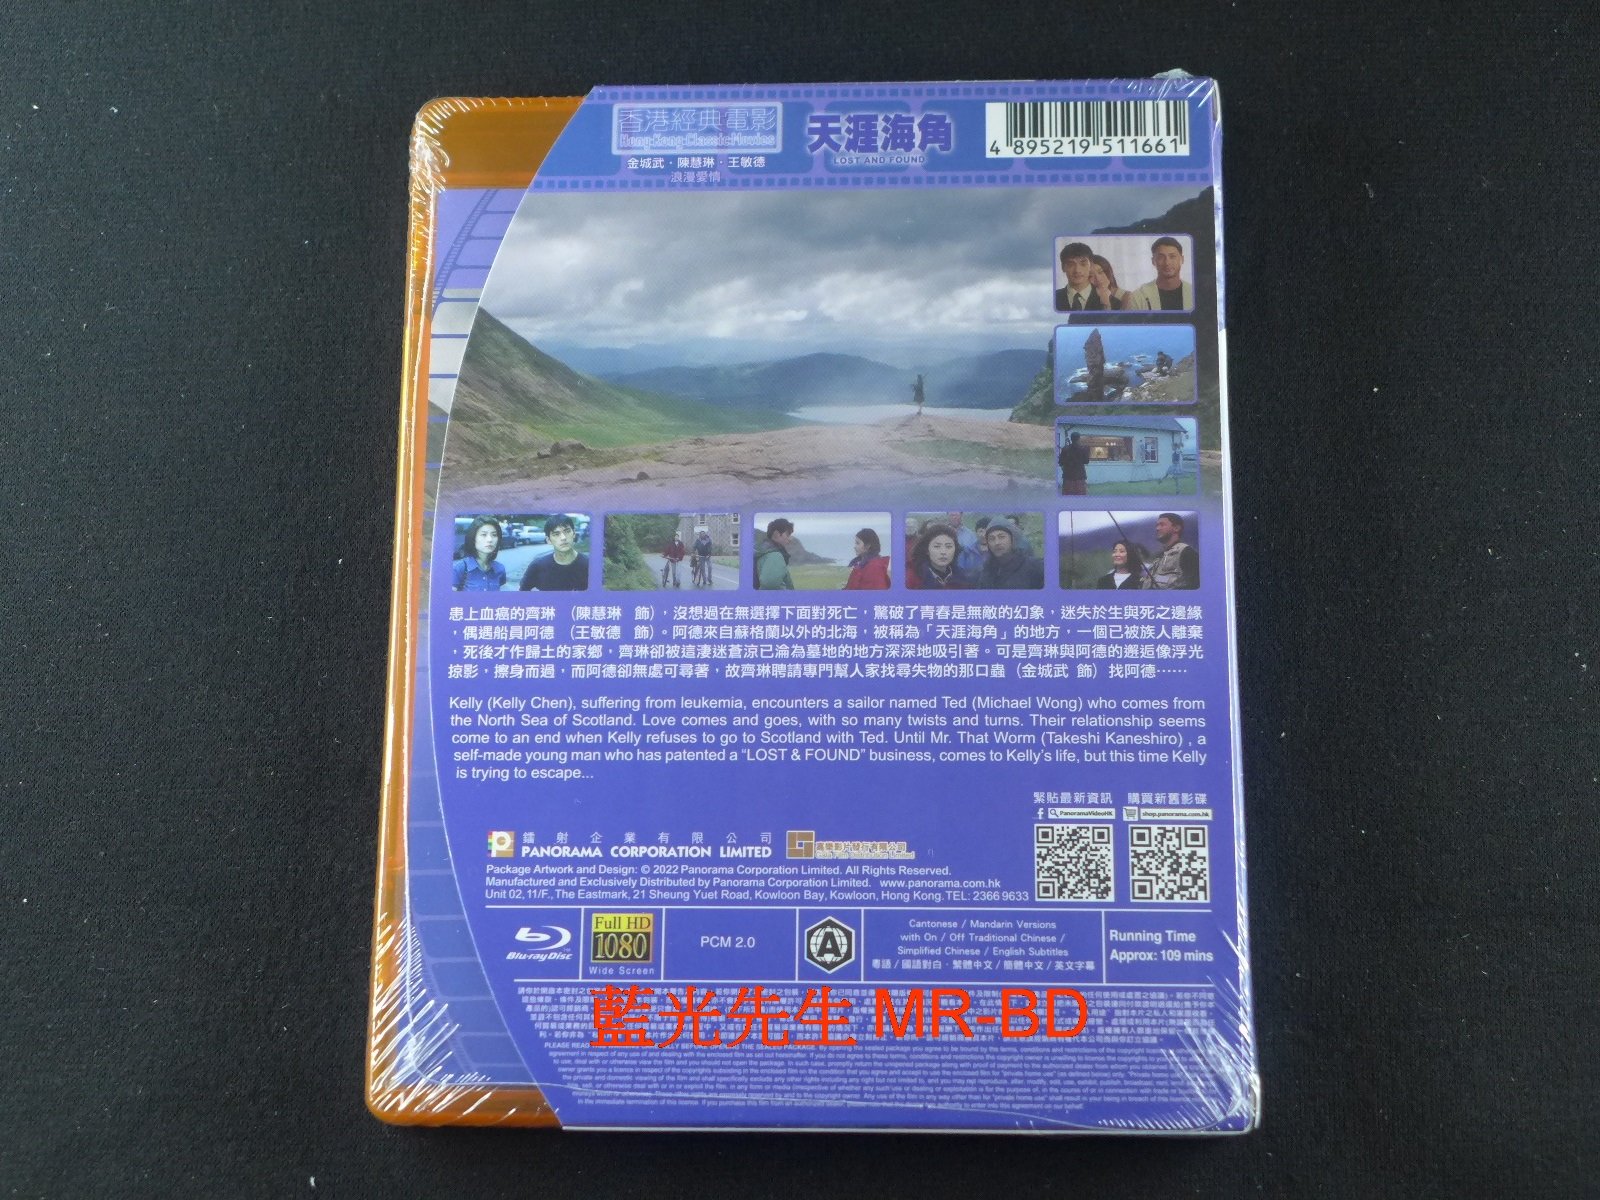 香港經典電影
Hong Kong Classic Movies
金城武・陳慧琳・王敏德
浪漫愛情
天涯海角
LOST AND FOUND
4 895219 511661
患上血癌的齊琳 （陳慧琳 飾），沒想過在無選擇下面對死亡，驚破了青春是無敵的幻象，迷失於生與死之邊緣
，偶遇船員阿德 （王敏德 飾）。阿德來自蘇格蘭以外的北海，被稱為「天涯海角」的地方，一個已被族人離棄
，死後才作歸土的家鄉，齊琳卻被這淒迷蒼涼已淪為墓地的地方深深地吸引著。可是齊琳與阿德的邂逅像浮光
掠影，擦身而過，而阿德卻無處可尋著，故齊琳聘請專門幫人家找尋失物的那口蟲（金城武 飾）找阿德⋯⋯
Kelly (Kelly Chen), suffering from leukemia, encounters a sailor named Ted (Michael Wong) who comes from
the North Sea of Scotland. Love comes and goes, with so many twists and turns. Their relationship seems
come to an end when Kelly refuses to go to Scotland with Ted. Until Mr. That Worm (Takeshi Kaneshiro) , a
self-made young man who has patented a “LOST & FOUND” business, comes to Kelly’s life, but this time Kelly
is trying to escape...
緊貼最新資訊
購買新舊影碟
PanoramaVideoHK
shop.panorama.com.hk
鐳射企業有限公司
PANORAMA CORPORATION LIMITED
Package Artwork and Design: © 2022 Panorama Corporation Limited. All Rights Reserved.
Manufactured and Exclusively Distributed by Panorama Corporation Limited. www.panorama.com.hk
Unit 02, 11/F., The Eastmark, 21 Sheung Yuet Road, Kowloon Bay, Kowloon, Hong Kong. TEL: 2366 9633
Blu-ray Disc
Full HD
1080
Wide Screen
PCM 2.0
A
Cantonese / Mandarin Versions
with On / Off Traditional Chinese /
Simplified Chinese / English Subtitles
粵語 / 國語對白・繁體中文 / 簡體中文 / 英文字幕
Running Time
Approx: 109 mins
藍光先生 MR-BD